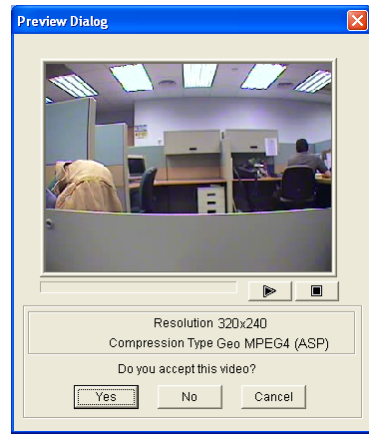 Preview Dialog
Resolution 320x240
Compression Type Geo MPEG4 (ASP)
Do you accept this video?
Yes No Cancel